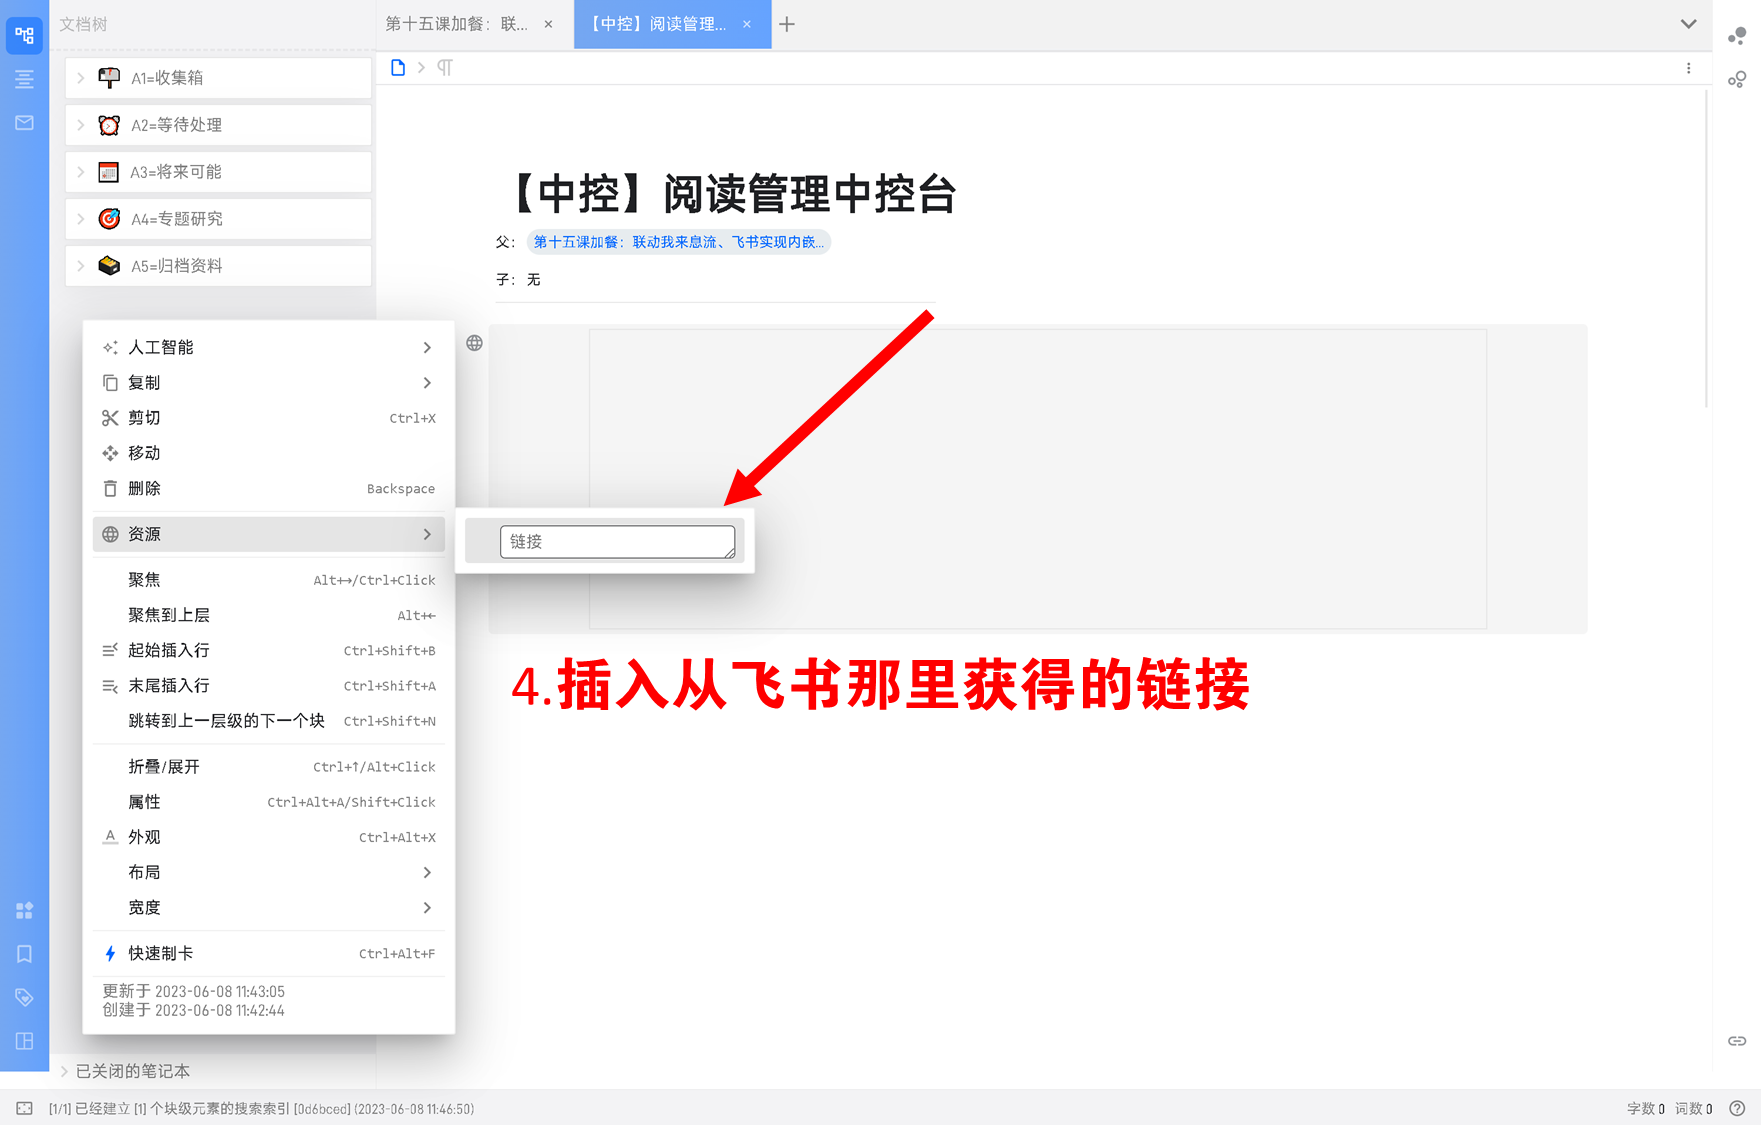 文档树
第十五课加餐：联...
【中控】阅读管理...
A1=收集箱
A2=等待处理
A3=将来可能
A4=专题研究
A5=归档资料
【中控】阅读管理中控台
父： 第十五课加餐：联动我来息流、飞书实现内嵌...
子： 无
人工智能
复制
剪切 Ctrl+X
移动
删除 Backspace
资源
链接
聚焦 Alt+↔/Ctrl+Click
聚焦到上层 Alt+←
起始插入行 Ctrl+Shift+B
末尾插入行 Ctrl+Shift+A
跳转到上一层级的下一个块 Ctrl+Shift+N
折叠/展开 Ctrl+↑/Alt+Click
属性 Ctrl+Alt+A/Shift+Click
外观 Ctrl+Alt+X
布局
宽度
快速制卡 Ctrl+Alt+F
更新于 2023-06-08 11:43:05
创建于 2023-06-08 11:42:44
4.插入从飞书那里获得的链接
已关闭的笔记本
[1/1] 已经建立 [1] 个块级元素的搜索索引 [0d6bced] (2023-06-08 11:46:50)
字数 0 词数 0